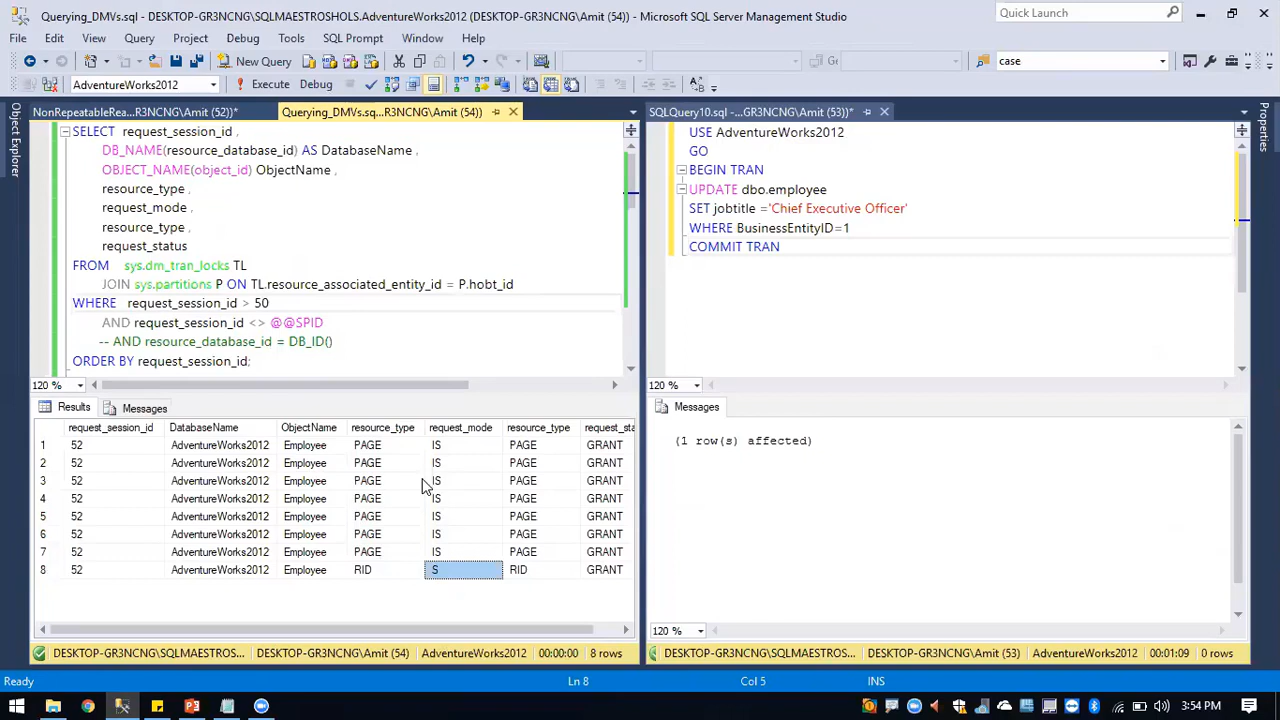 Querying_DMVs.sql - DESKTOP-GR3NCNG\SQLMAESTROSHOLS.AdventureWorks2012 (DESKTOP-GR3NCNG\Amit (54)) - Microsoft SQL Server Management Studio
Quick Launch
File Edit View Query Project Debug Tools SQL Prompt Window Help
New Query
case
AdventureWorks2012 Execute Debug
Object Explorer
NonRepeatableRea...R3NCNG\Amit (52))*
Querying_DMVs.sq...R3NCNG\Amit (54))
SELECT request_session_id ,
DB_NAME(resource_database_id) AS DatabaseName ,
OBJECT_NAME(object_id) ObjectName ,
resource_type ,
request_mode ,
resource_type ,
request_status
FROM sys.dm_tran_locks TL
JOIN sys.partitions P ON TL.resource_associated_entity_id = P.hobt_id
WHERE request_session_id > 50
AND request_session_id <> @@SPID
-- AND resource_database_id = DB_ID()
ORDER BY request_session_id;
120 %
Results Messages
request_session_id DatabaseName ObjectName resource_type request_mode resource_type request_sta
1 52 AdventureWorks2012 Employee PAGE IS PAGE GRANT
2 52 AdventureWorks2012 Employee PAGE IS PAGE GRANT
3 52 AdventureWorks2012 Employee PAGE IS PAGE GRANT
4 52 AdventureWorks2012 Employee PAGE IS PAGE GRANT
5 52 AdventureWorks2012 Employee PAGE IS PAGE GRANT
6 52 AdventureWorks2012 Employee PAGE IS PAGE GRANT
7 52 AdventureWorks2012 Employee PAGE IS PAGE GRANT
8 52 AdventureWorks2012 Employee RID S RID GRANT
DESKTOP-GR3NCNG\SQLMAESTROS... DESKTOP-GR3NCNG\Amit (54) AdventureWorks2012 00:00:00 8 rows
SQLQuery10.sql -...GR3NCNG\Amit (53))*
USE AdventureWorks2012
GO
BEGIN TRAN
UPDATE dbo.employee
SET jobtitle ='Chief Executive Officer'
WHERE BusinessEntityID=1
COMMIT TRAN
120 %
Messages
(1 row(s) affected)
120 %
DESKTOP-GR3NCNG\SQLMAESTROS... DESKTOP-GR3NCNG\Amit (53) AdventureWorks2012 00:01:09 0 rows
Properties
Ready Ln 8 Col 5 INS
3:54 PM